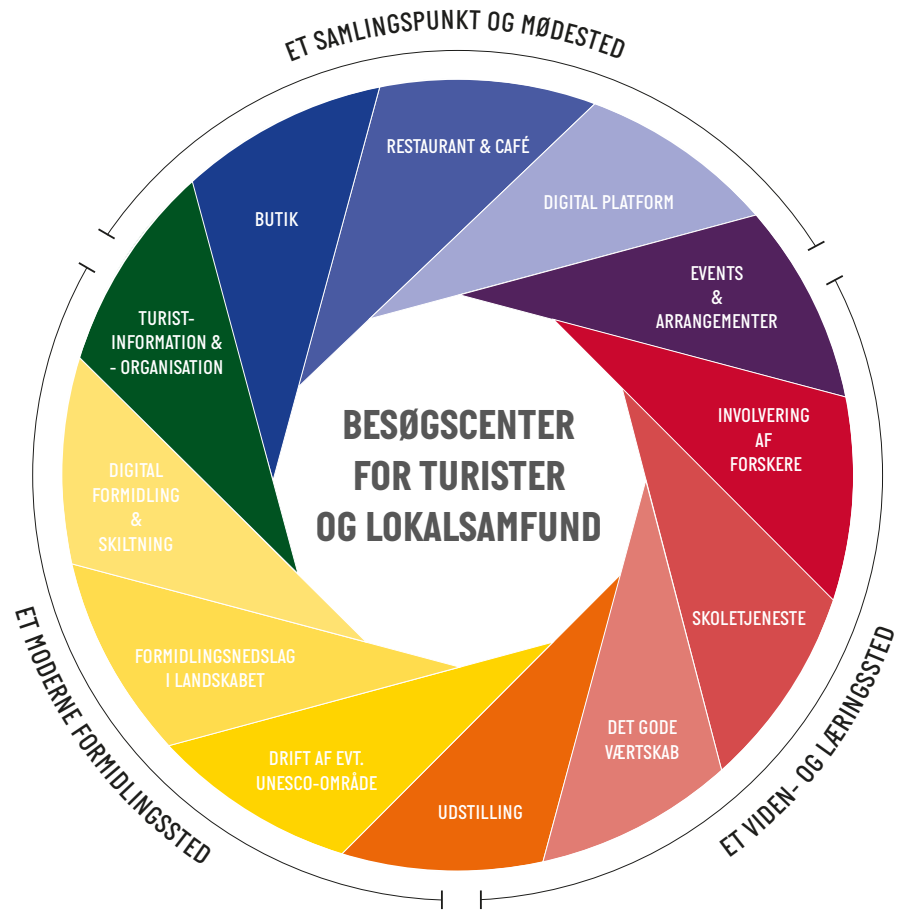 ET SAMLINGSPUNKT OG MØDESTED
RESTAURANT & CAFÉ
DIGITAL PLATFORM
BUTIK
EVENTS
&
ARRANGEMENTER
TURIST-
INFORMATION &
- ORGANISATION
INVOLVERING
AF
FORSKERE
BESØGSCENTER
FOR TURISTER
OG LOKALSAMFUND
DIGITAL
FORMIDLING
&
SKILTNING
SKOLETJENESTE
FORMIDLINGSNEDSLAG
I LANDSKABET
DET GODE
VÆRTSKAB
DRIFT AF EVT.
UNESCO-OMRÅDE
UDSTILLING
ET MODERNE FORMIDLINGSSTED
ET VIDEN- OG LÆRINGSSTED